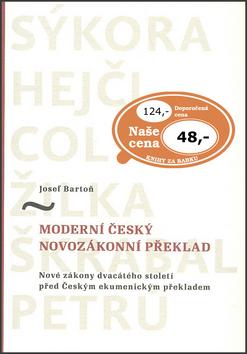 SÝKORA
HEJČL
COL
ŽILKA
ŠKRABAL
PETRŮ
124,-
Doporučená
cena
Naše
cena
48,-
KNIHY ZA BABKU
Josef Bartoň
MODERNÍ ČESKÝ
NOVOZÁKONNÍ PŘEKLAD
Nové zákony dvacátého století
před Českým ekumenickým překladem